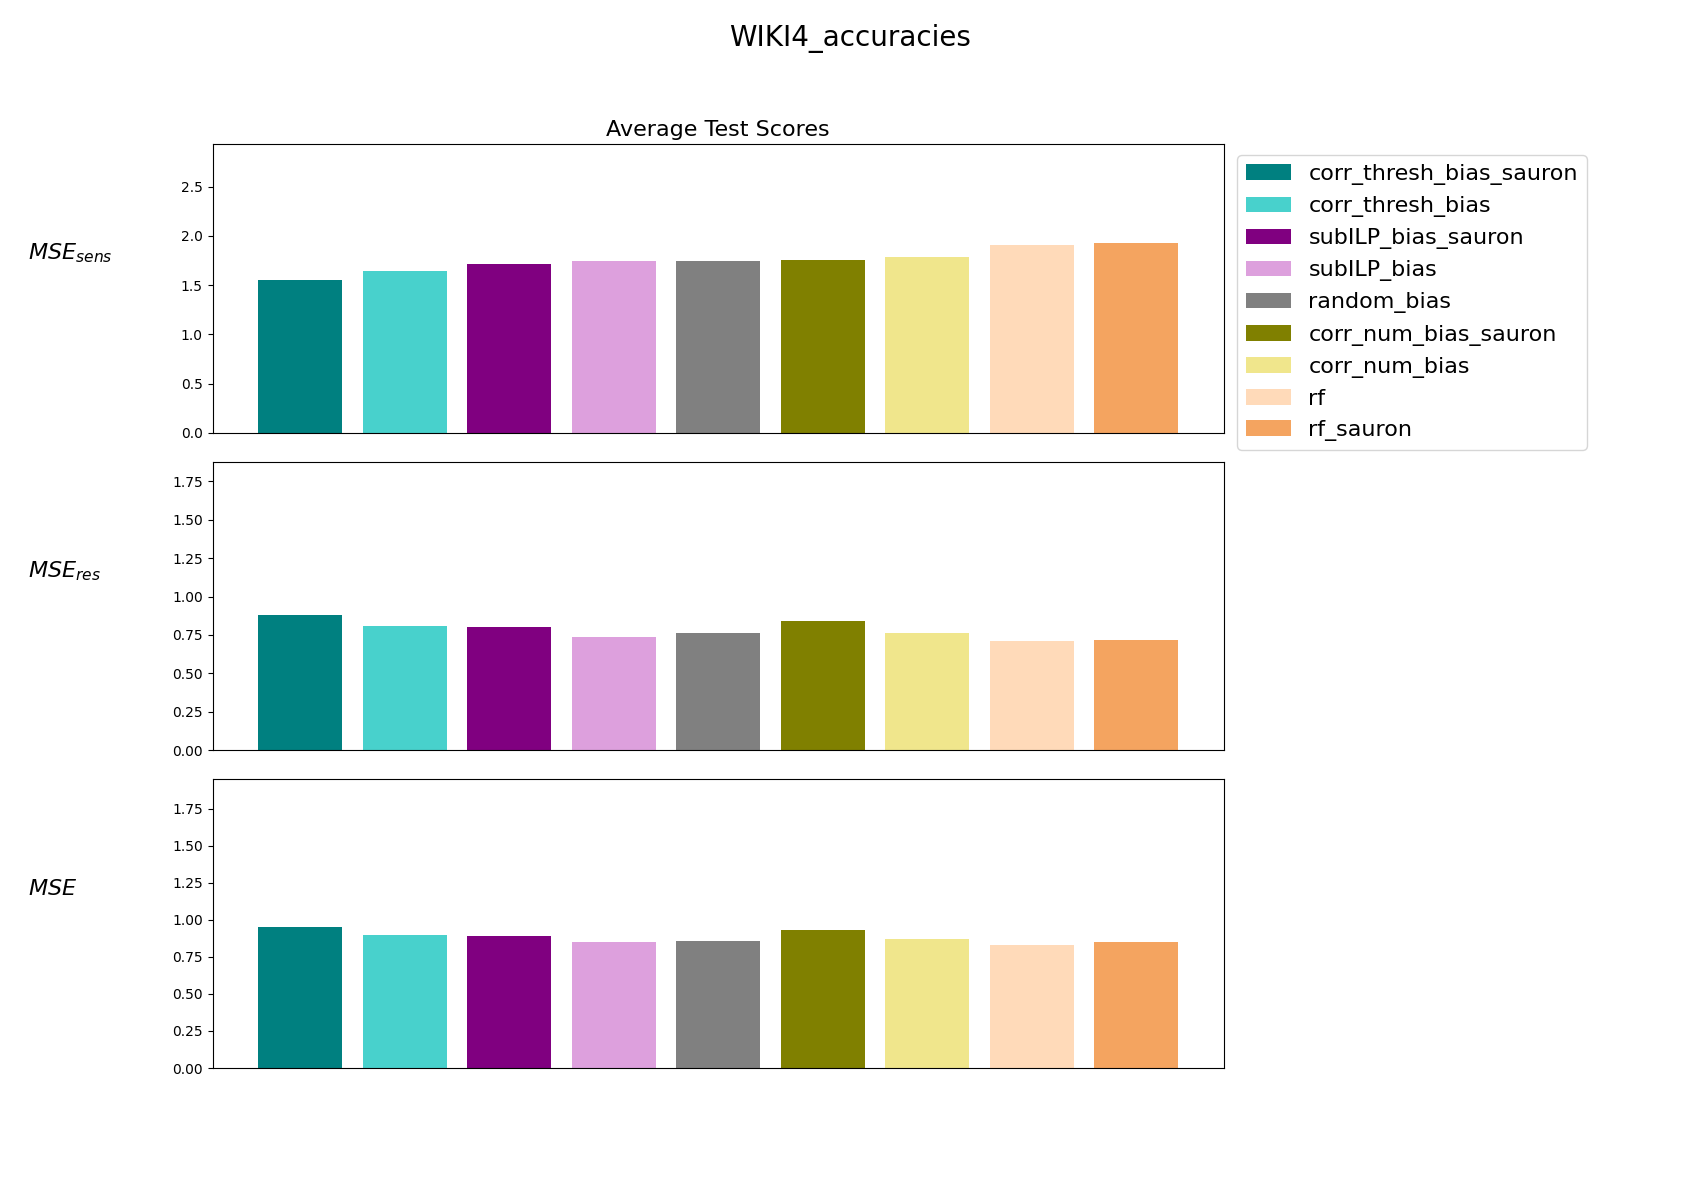 WIKI4_accuracies
Average Test Scores
MSE_sens
2.5
2.0
1.5
1.0
0.5
0.0
corr_thresh_bias_sauron
corr_thresh_bias
subILP_bias_sauron
subILP_bias
random_bias
corr_num_bias_sauron
corr_num_bias
rf
rf_sauron
MSE_res
1.75
1.50
1.25
1.00
0.75
0.50
0.25
0.00
MSE
1.75
1.50
1.25
1.00
0.75
0.50
0.25
0.00